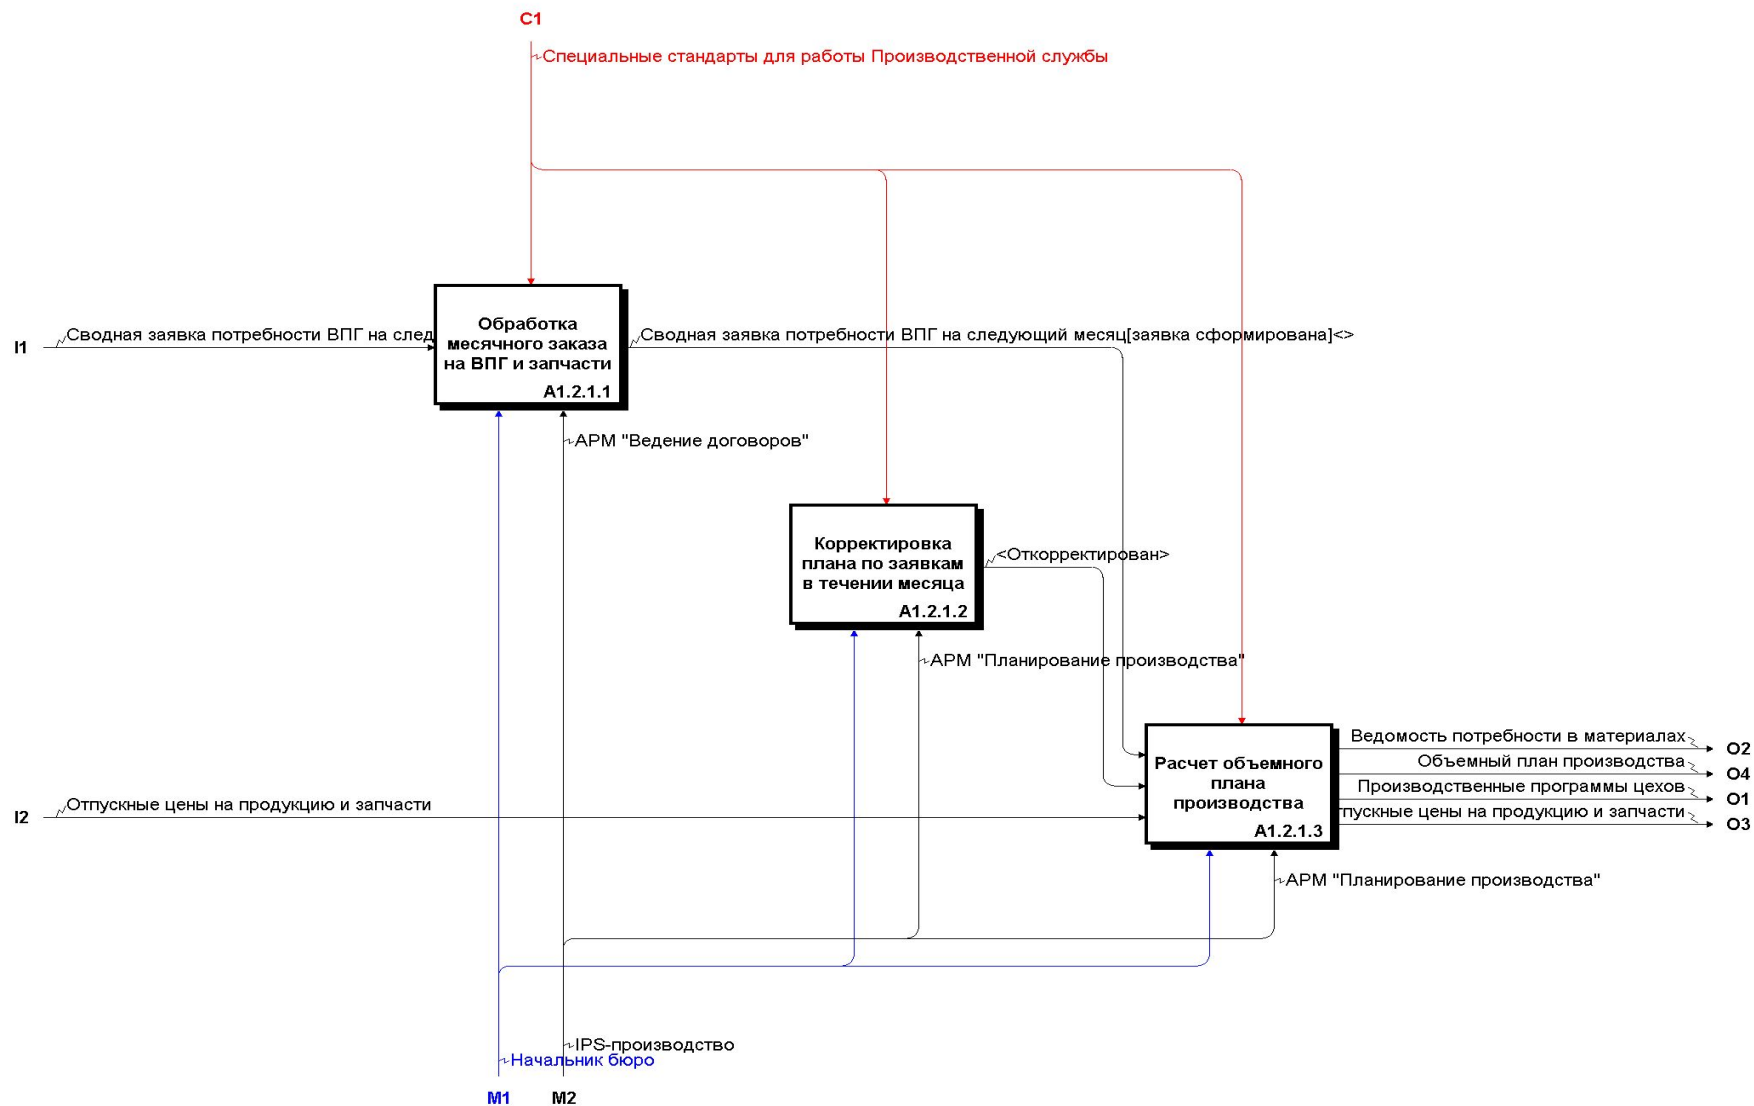 C1
Специальные стандарты для работы Производственной службы
I1
Сводная заявка потребности ВПГ на след
Обработка
месячного заказа
на ВПГ и запчасти
A1.2.1.1
Сводная заявка потребности ВПГ на следующий месяц[заявка сформирована]<>
АРМ "Ведение договоров"
Корректировка
плана по заявкам
в течении месяца
A1.2.1.2
<Откорректирован>
АРМ "Планирование производства"
I2
Отпускные цены на продукцию и запчасти
Расчет объемного
плана
производства
A1.2.1.3
Ведомость потребности в материалах
O2
Объемный план производства
O4
Производственные программы цехов
O1
пускные цены на продукцию и запчасти
O3
АРМ "Планирование производства"
IPS-производство
Начальник бюро
M1
M2